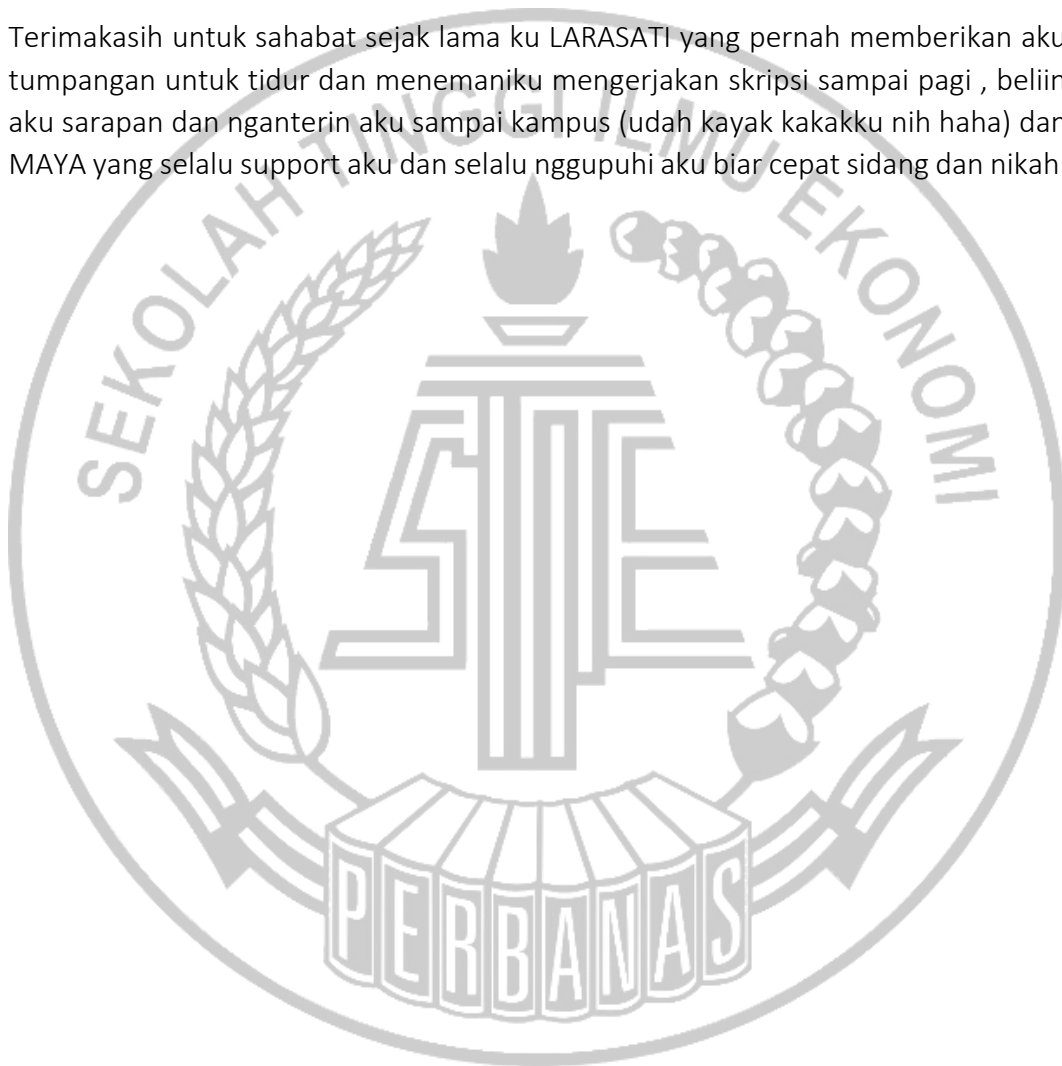 Terimakasih untuk sahabat sejak lama ku LARASATI yang pernah memberikan aku
tumpangan untuk tidur dan menemaniku mengerjakan skripsi sampai pagi , beliin
aku sarapan dan nganterin aku sampai kampus (udah kayak kakakku nih haha) dan
MAYA yang selalu support aku dan selalu nggupuhi aku biar cepat sidang dan nikah
SEKOLAH TINGGI ILMU EKONOMI
STIE
PERBANAS